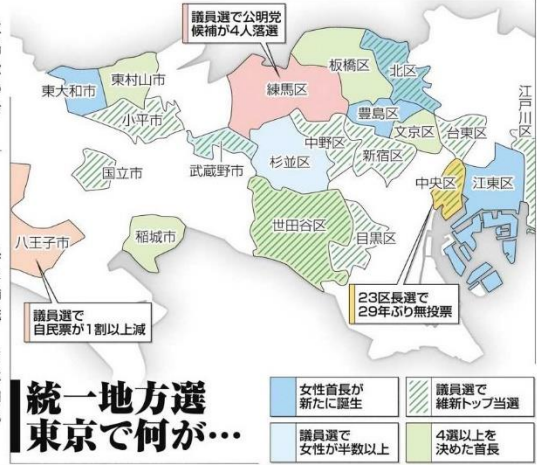 議員選で公明党
候補が4人落選
東大和市
東村山市
小平市
国立市
武蔵野市
八王子市
稲城市
練馬区
板橋区
北区
豊島区
文京区
台東区
江戸川区
中野区
新宿区
杉並区
中央区
江東区
世田谷区
目黒区
議員選で
自民票が1割以上減
23区長選で
29年ぶり無投票
統一地方選
東京で何が…
女性首長が
新たに誕生
議員選で
維新トップ当選
議員選で
女性が半数以上
4選以上を
決めた首長